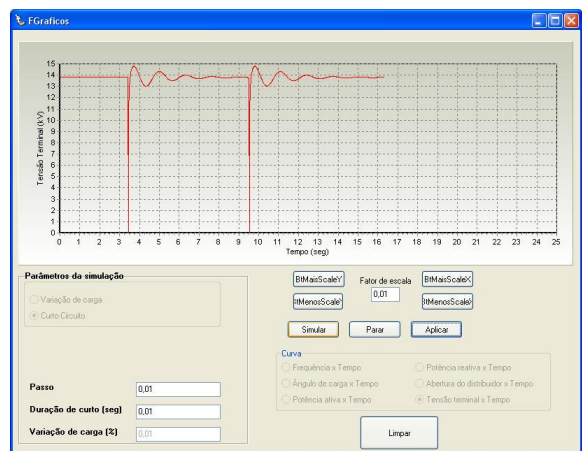 FGraficos
15
14
13
12
11
10
9
8
7
6
5
4
3
2
1
0
Tensão Terminal (kV)
0 1 2 3 4 5 6 7 8 9 10 11 12 13 14 15 16 17 18 19 20 21 22 23 24 25
Tempo (seg)
Parâmetros da simulação
Variação de carga
Curto-Circuito
Passo 0,01
Duração de curto (seg) 0,01
Variação de carga (%) 0,01
BtMaisScaleY Fator de escala BtMaisScaleX
0,01
Simular Parar Aplicar
Curva
Frequência x Tempo Potência reativa x Tempo
Ângulo de carga x Tempo Abertura do distribuidor x Tempo
Potência ativa x Tempo Tensão terminal x Tempo
Limpar